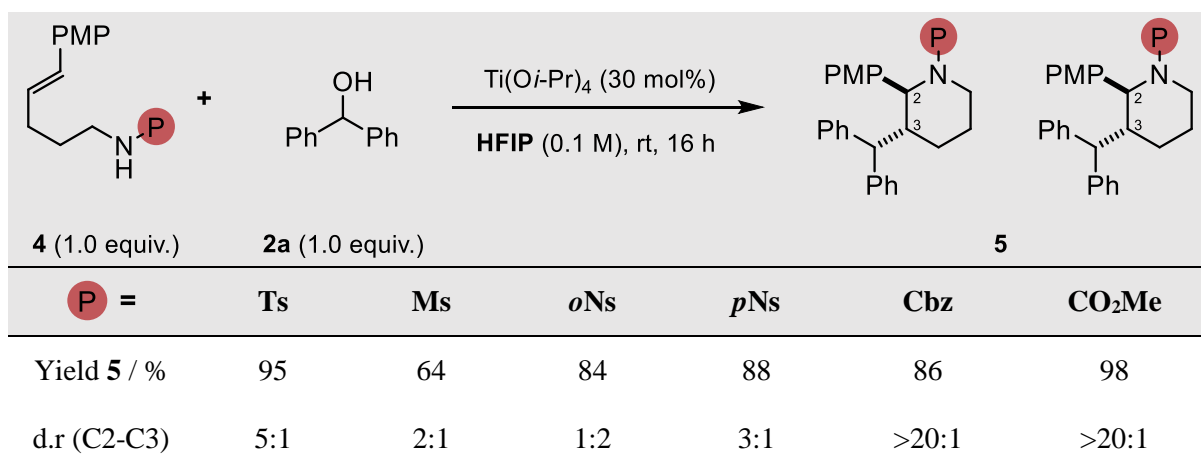 PMP
N
H
P
+
OH
Ph
Ph
Ti(Oi-Pr)4 (30 mol%)
HFIP (0.1 M), rt, 16 h
P
PMP
N
2
3
Ph
Ph
P
PMP
N
2
3
Ph
Ph
4 (1.0 equiv.)
2a (1.0 equiv.)
5
P = Ts Ms oNs pNs Cbz CO2Me
Yield 5 / % 95 64 84 88 86 98
d.r (C2-C3) 5:1 2:1 1:2 3:1 >20:1 >20:1